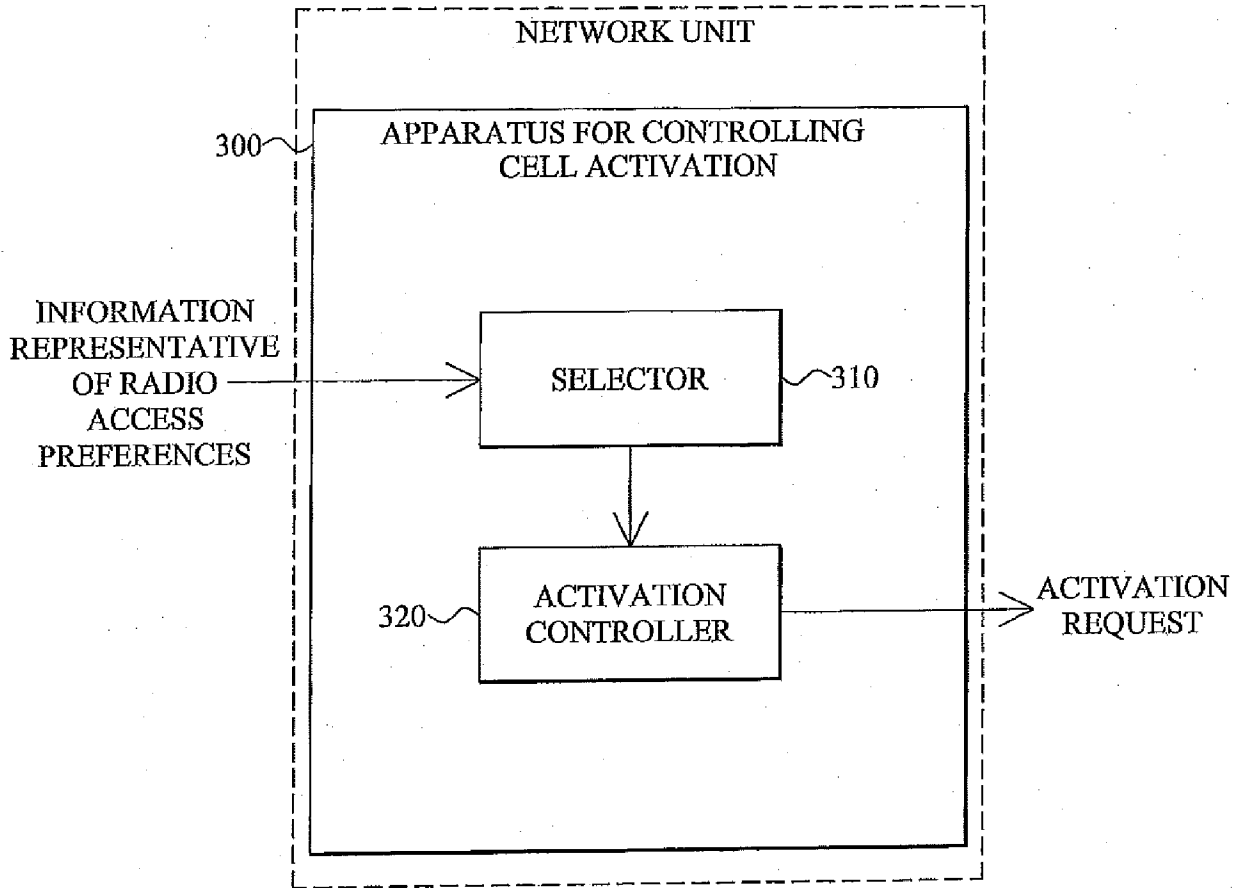 NETWORK UNIT
300
APPARATUS FOR CONTROLLING
CELL ACTIVATION
INFORMATION
REPRESENTATIVE
OF RADIO
ACCESS
PREFERENCES
SELECTOR
310
320
ACTIVATION
CONTROLLER
ACTIVATION
REQUEST